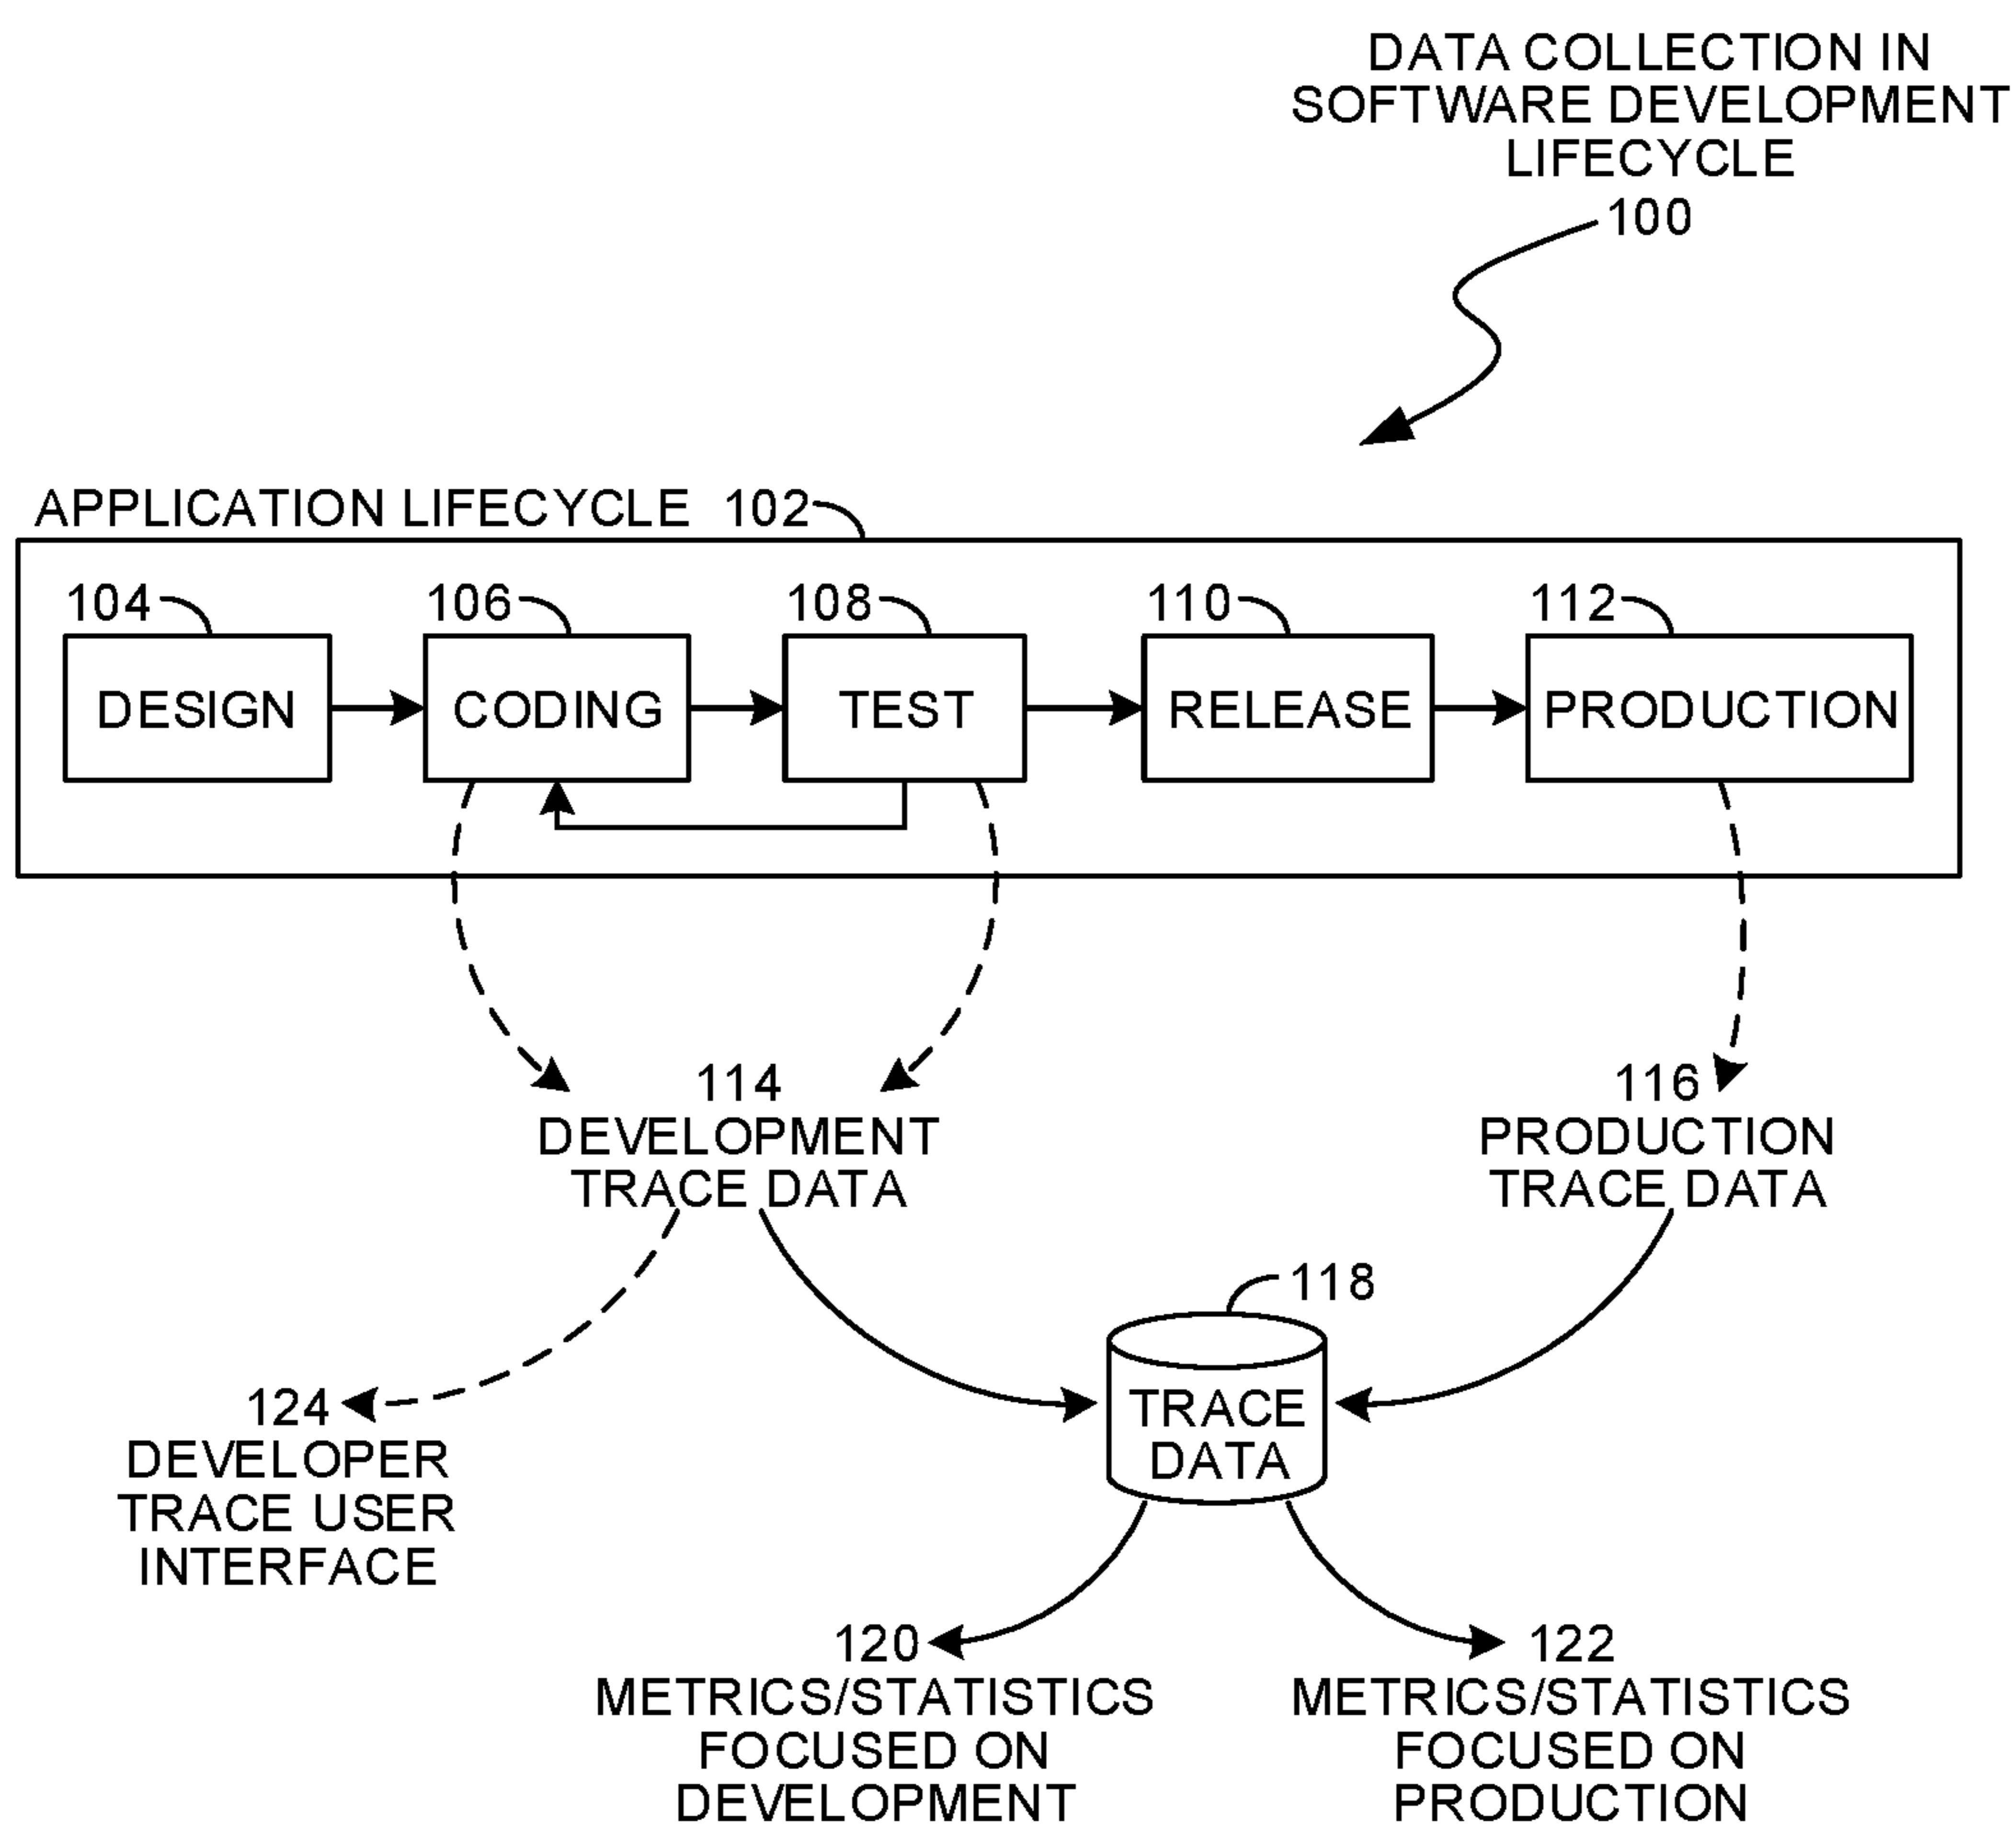 DATA COLLECTION IN
SOFTWARE DEVELOPMENT
LIFECYCLE
100
APPLICATION LIFECYCLE 102
104
106
108
110
112
DESIGN
CODING
TEST
RELEASE
PRODUCTION
114
DEVELOPMENT
TRACE DATA
116
PRODUCTION
TRACE DATA
118
TRACE
DATA
124
DEVELOPER
TRACE USER
INTERFACE
120
METRICS/STATISTICS
FOCUSED ON
DEVELOPMENT
122
METRICS/STATISTICS
FOCUSED ON
PRODUCTION